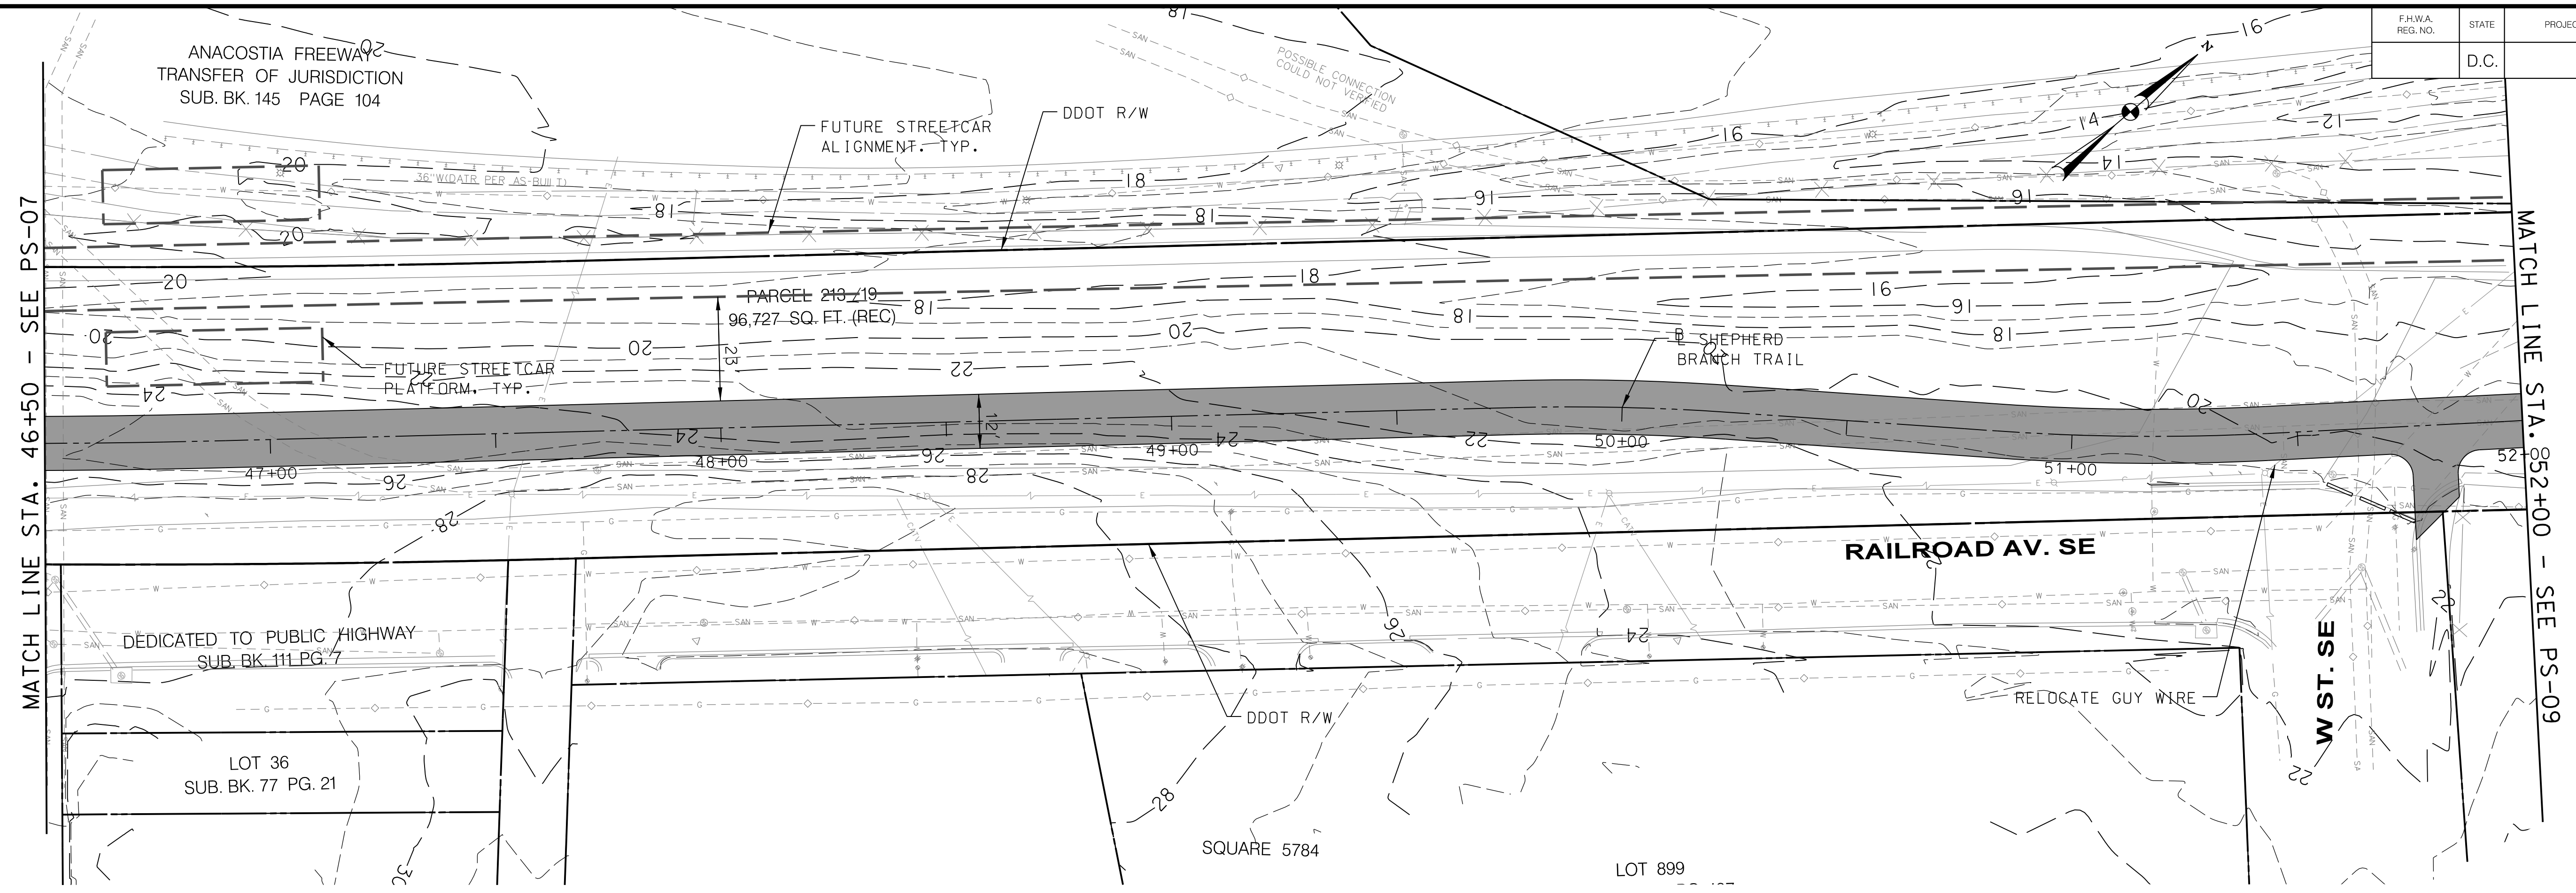 F.H.W.A.
REG. NO.
STATE
D.C.
ANACOSTIA FREEWAY
TRANSFER OF JURISDICTION
SUB. BK. 145 PAGE 104
POSSIBLE CONNECTION
COULD NOT VERIFIED
N
FUTURE STREETCAR
ALIGNMENT. TYP.
DDOT R/W
36"W(DATR PER AS-BUILT)
MATCH LINE STA. 46+50 - SEE PS-07
MATCH LINE STA. 52+00 - SEE PS-09
PARCEL 213/19
96,727 SQ. FT. (REC)
23'
FUTURE STREETCAR
PLATFORM. TYP.
B SHEPHERD
BRANCH TRAIL
12'
47+00
48+00
49+00
50+00
51+00
52+00
RAILROAD AV. SE
DEDICATED TO PUBLIC HIGHWAY
SUB. BK. 111 PG. 7
DDOT R/W
RELOCATE GUY WIRE
W ST. SE
LOT 36
SUB. BK. 77 PG. 21
SQUARE 5784
LOT 899